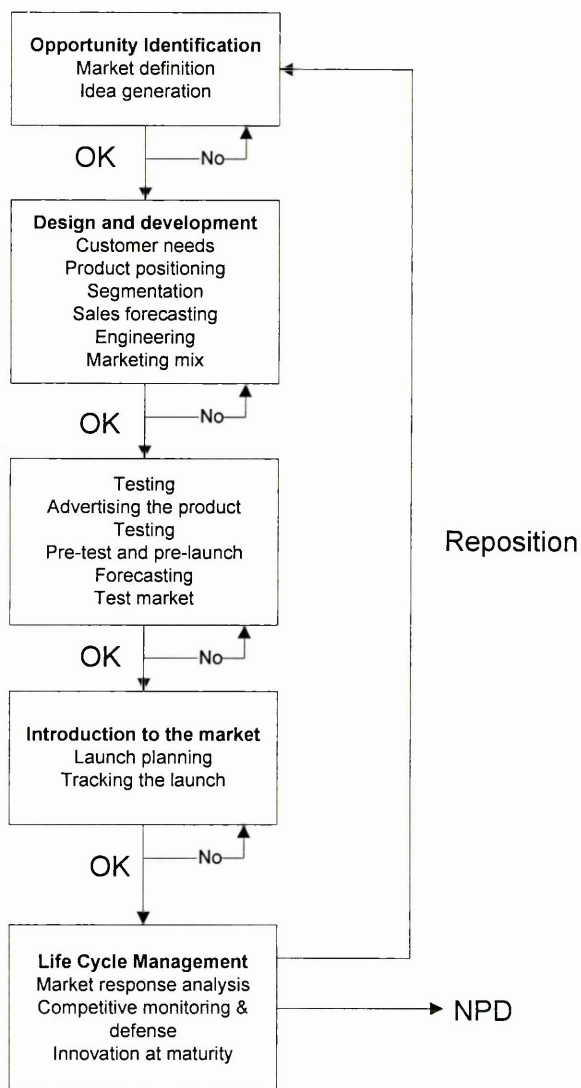 Opportunity Identification
Market definition
Idea generation
OK
No
Design and development
Customer needs
Product positioning
Segmentation
Sales forecasting
Engineering
Marketing mix
OK
No
Testing
Advertising the product
Testing
Pre-test and pre-launch
Forecasting
Test market
Reposition
OK
No
Introduction to the market
Launch planning
Tracking the launch
OK
No
Life Cycle Management
Market response analysis
Competitive monitoring &
defense
Innovation at maturity
NPD